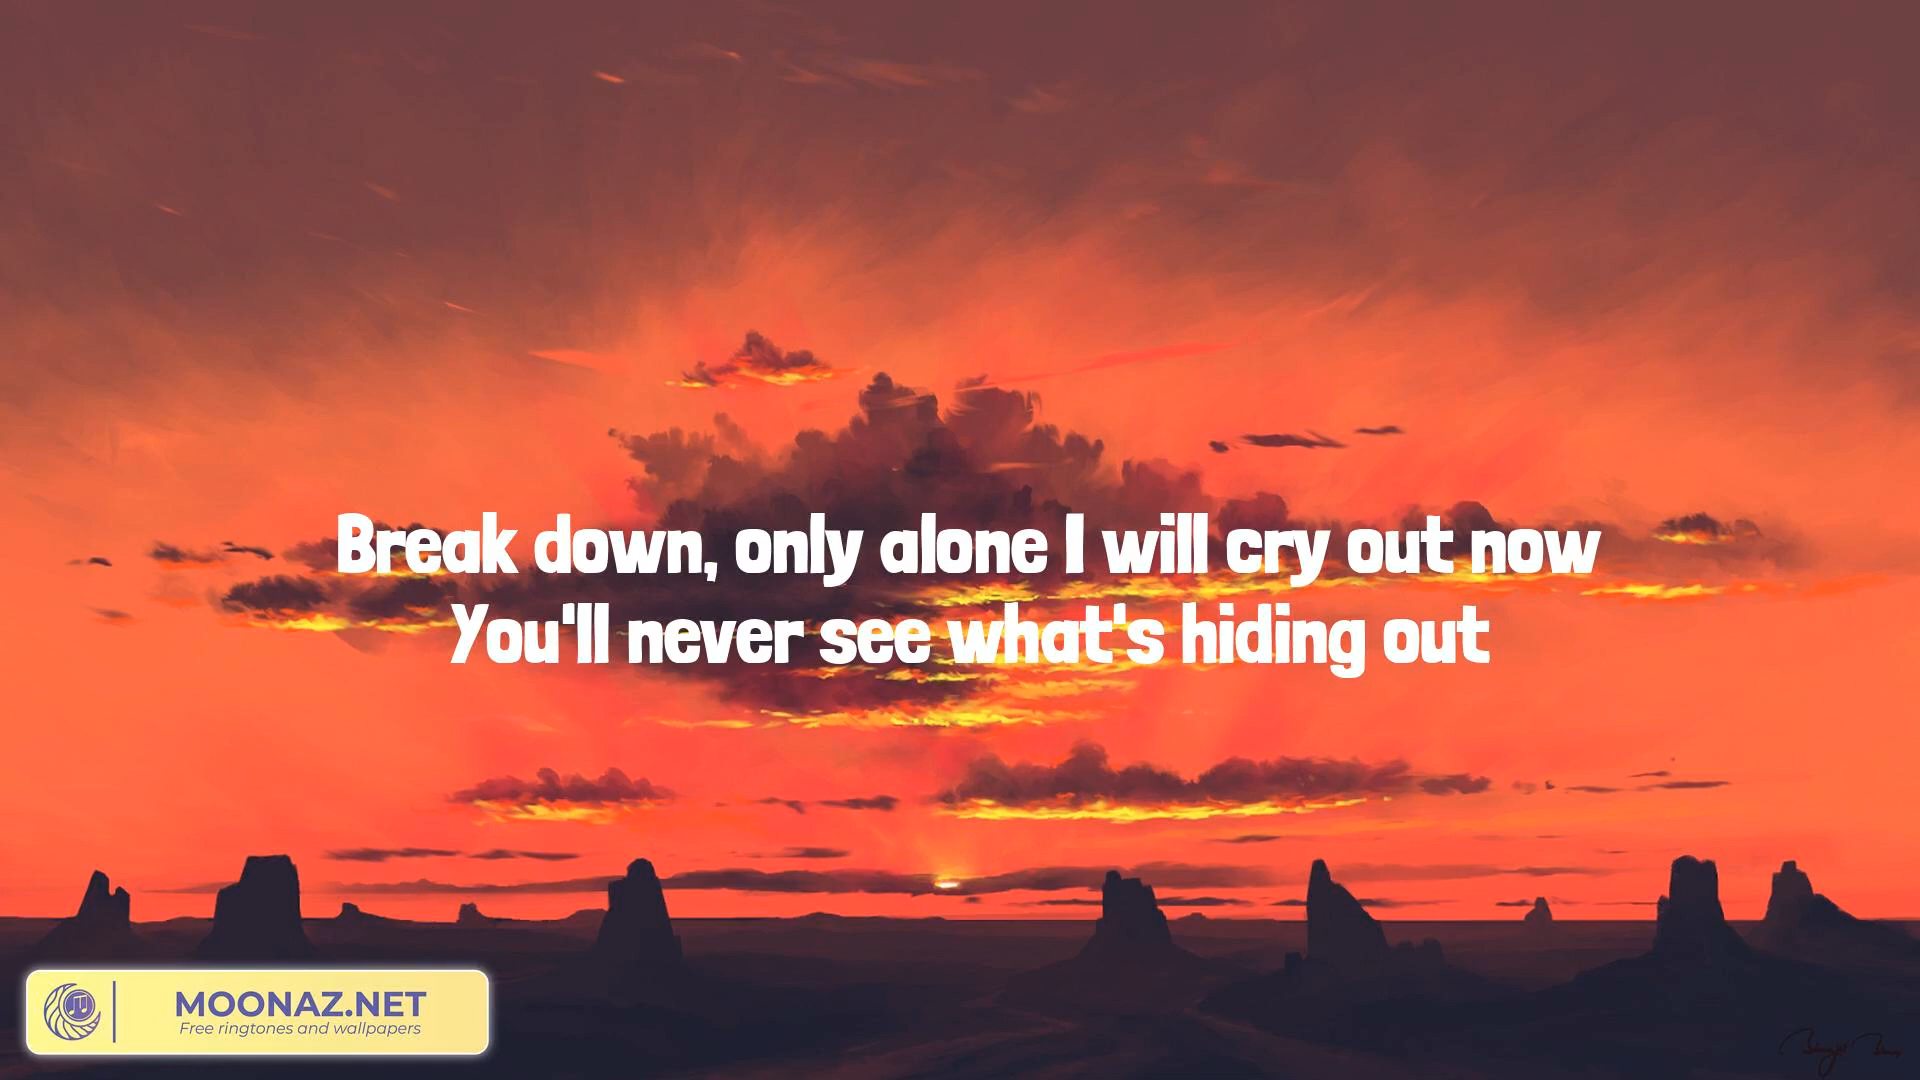 Break down, only alone I will cry out now
You'll never see what's hiding out
MOONAZ.NET
Free ringtones and wallpapers